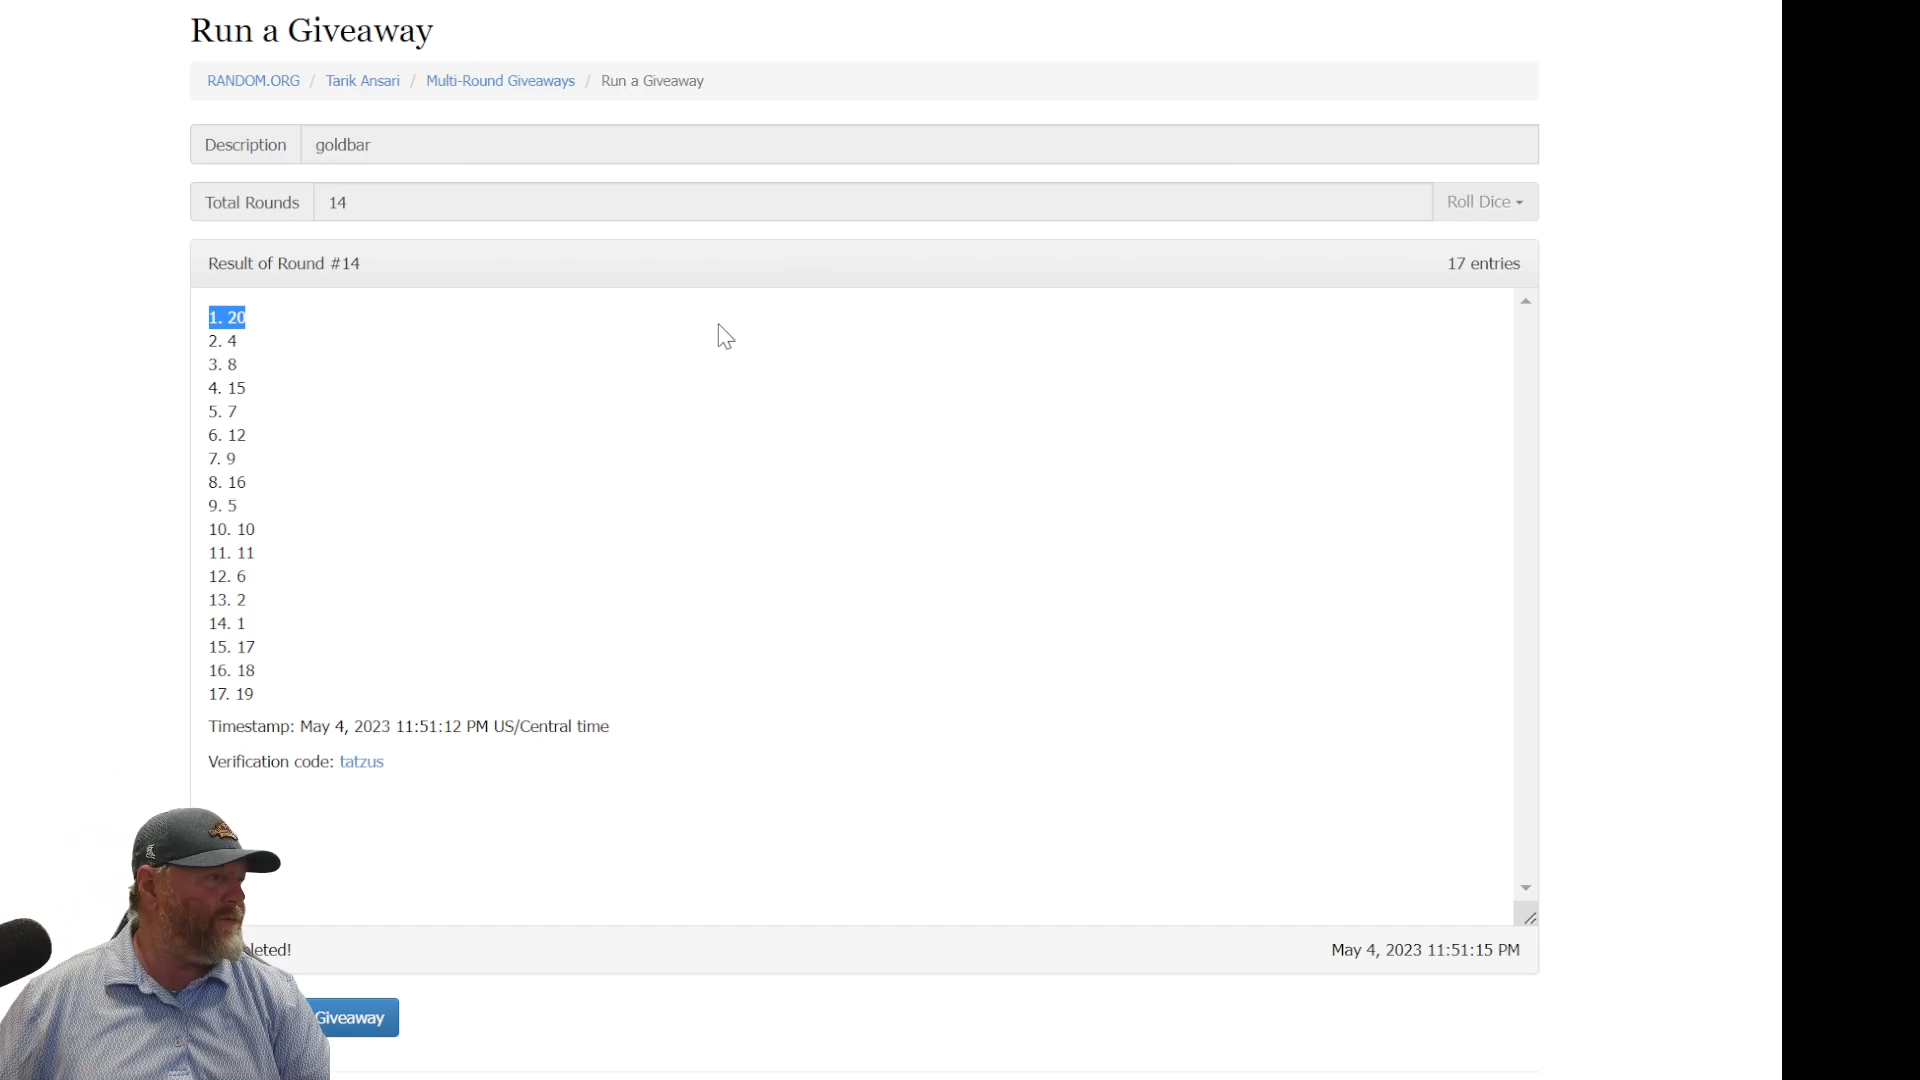 Run a Giveaway
RANDOM.ORG / Tarik Ansari / Multi-Round Giveaways / Run a Giveaway
Description goldbar
Total Rounds 14 Roll Dice
Result of Round #14 17 entries
1. 20
2. 4
3. 8
4. 15
5. 7
6. 12
7. 9
8. 16
9. 5
10. 10
11. 11
12. 6
13. 2
14. 1
15. 17
16. 18
17. 19
Timestamp: May 4, 2023 11:51:12 PM US/Central time
Verification code: tatzus
leted! May 4, 2023 11:51:15 PM
Giveaway